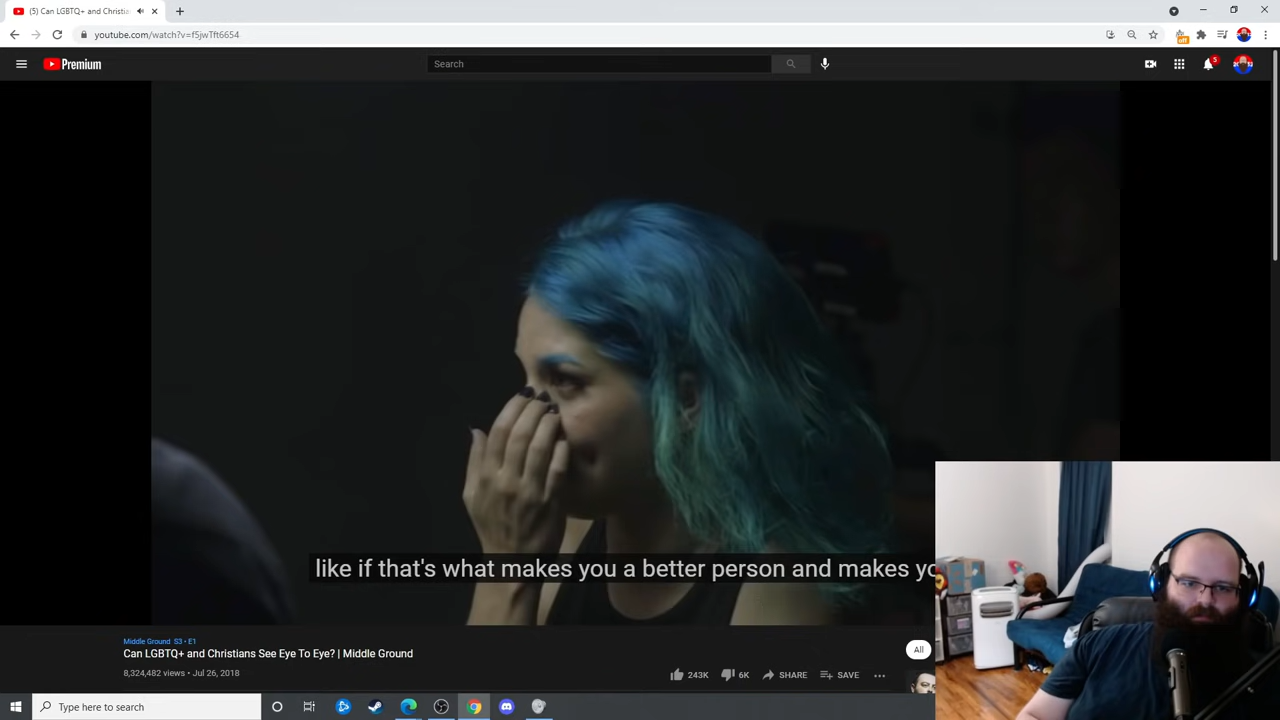 (5) Can LGBTQ+ and Christia
youtube.com/watch?v=f5jwTft6654
off
Premium
Search
5
like if that's what makes you a better person and makes yo
Middle Ground S3 • E1
Can LGBTQ+ and Christians See Eye To Eye? | Middle Ground
All
8,324,482 views • Jul 26, 2018
243K
6K
SHARE
SAVE
Type here to search